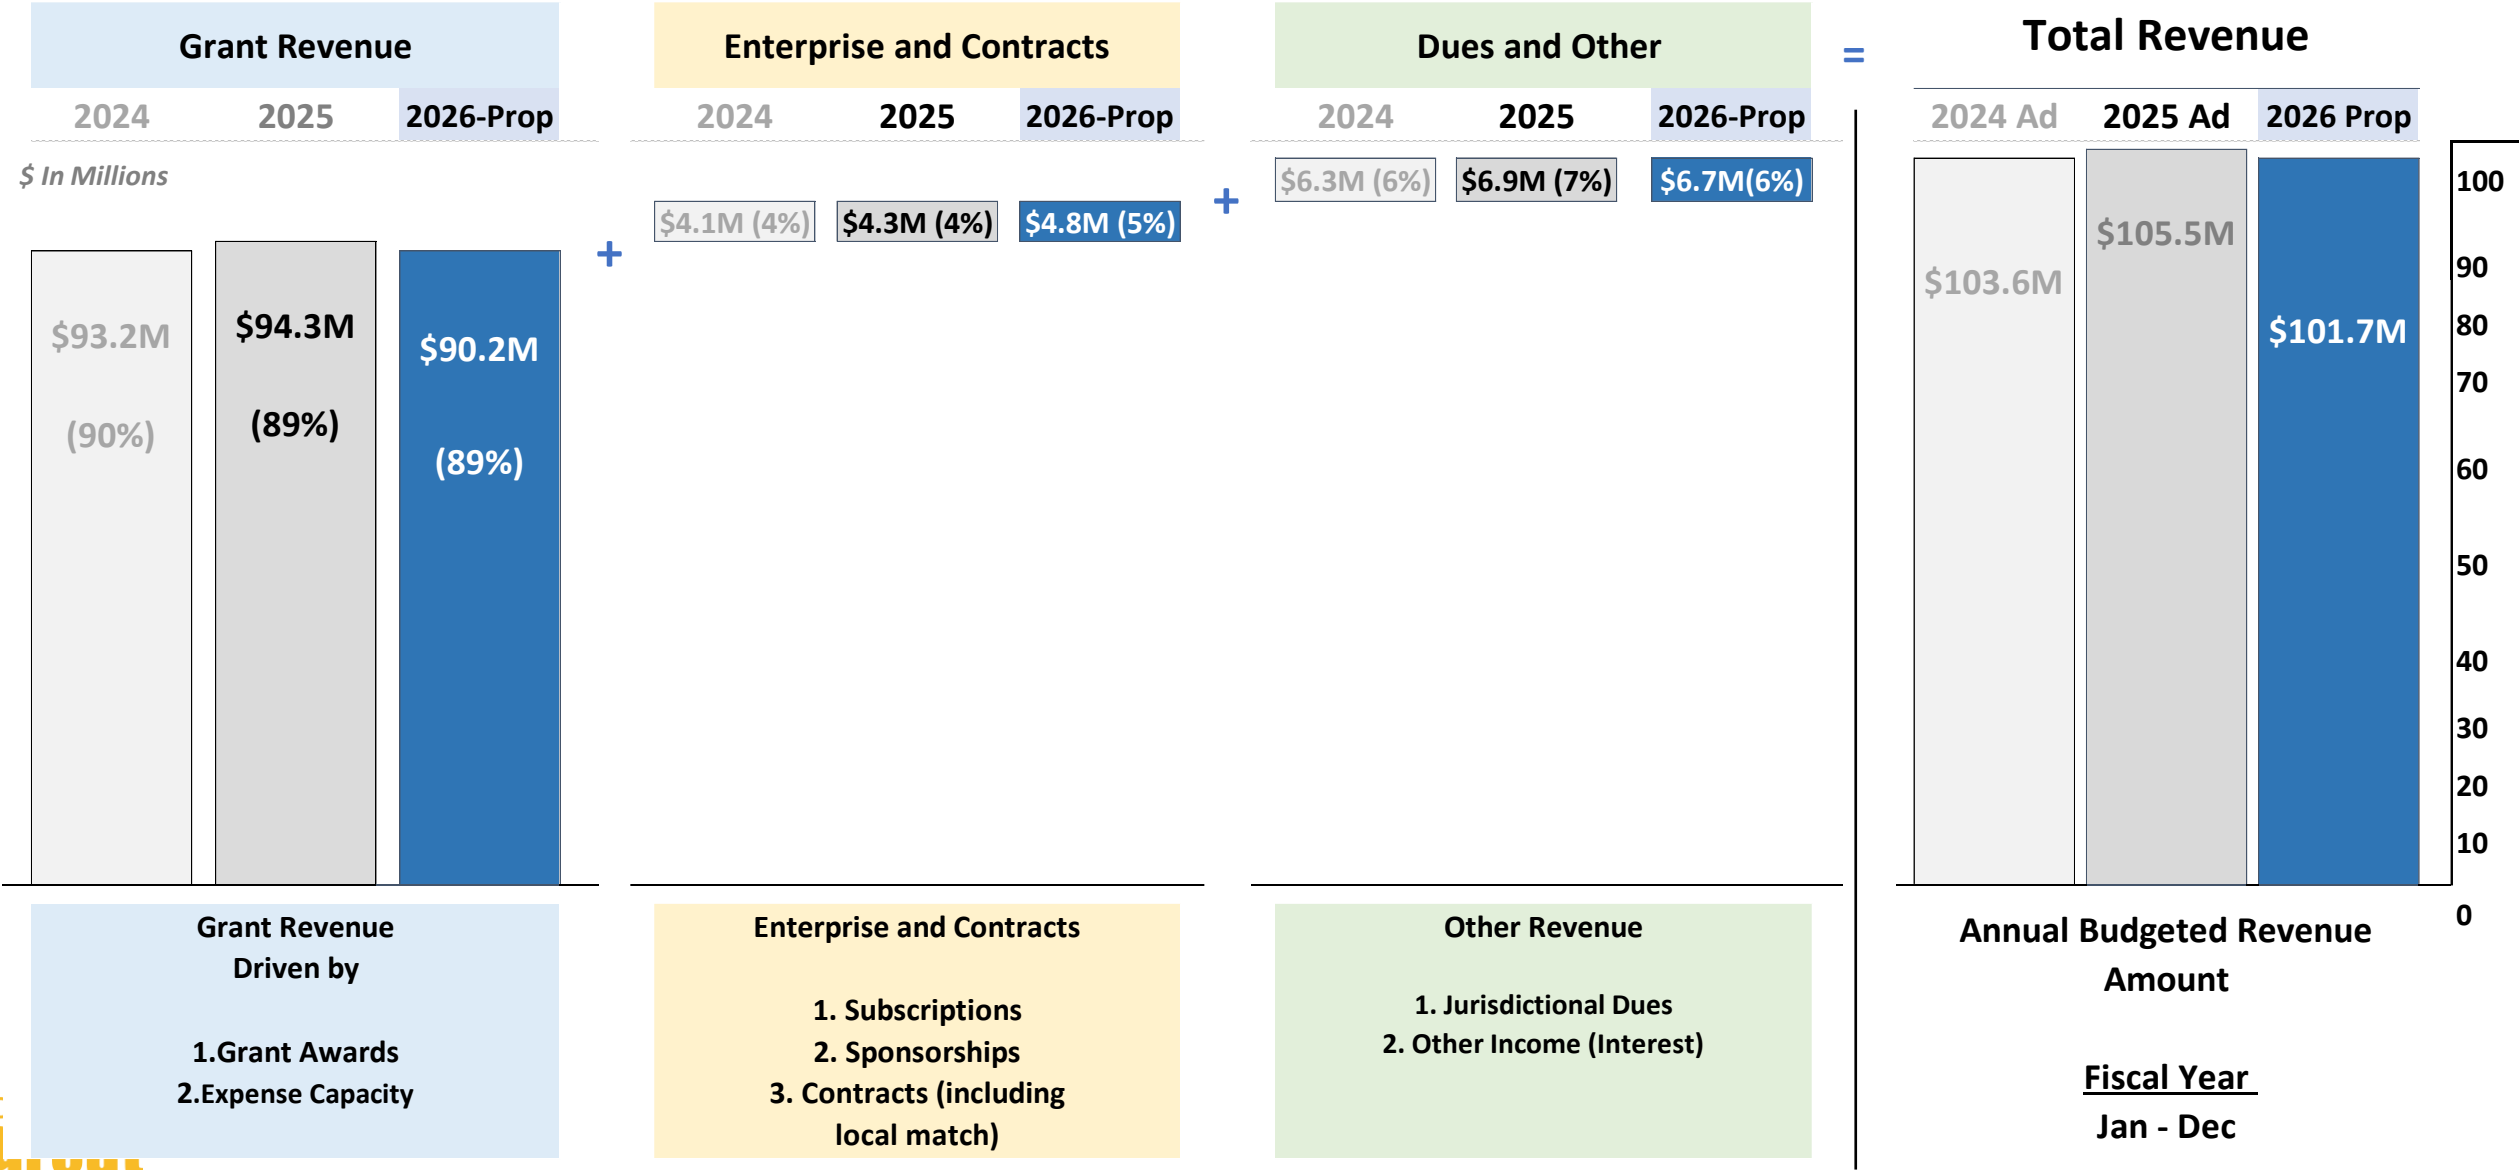 Grant Revenue
2024 2025 2026-Prop
$ In Millions
$93.2M
(90%)
$94.3M
(89%)
$90.2M
(89%)
+
Enterprise and Contracts
2024 2025 2026-Prop
$4.1M (4%) $4.3M (4%) $4.8M (5%)
+
Dues and Other
2024 2025 2026-Prop
$6.3M (6%) $6.9M (7%) $6.7M(6%)
=
Total Revenue
2024 Ad 2025 Ad 2026 Prop
$103.6M
$105.5M
$101.7M
100
90
80
70
60
50
40
30
20
10
0
Grant Revenue
Driven by
1.Grant Awards
2.Expense Capacity
Enterprise and Contracts
1. Subscriptions
2. Sponsorships
3. Contracts (including
local match)
Other Revenue
1. Jurisdictional Dues
2. Other Income (Interest)
Annual Budgeted Revenue
Amount
Fiscal Year
Jan - Dec